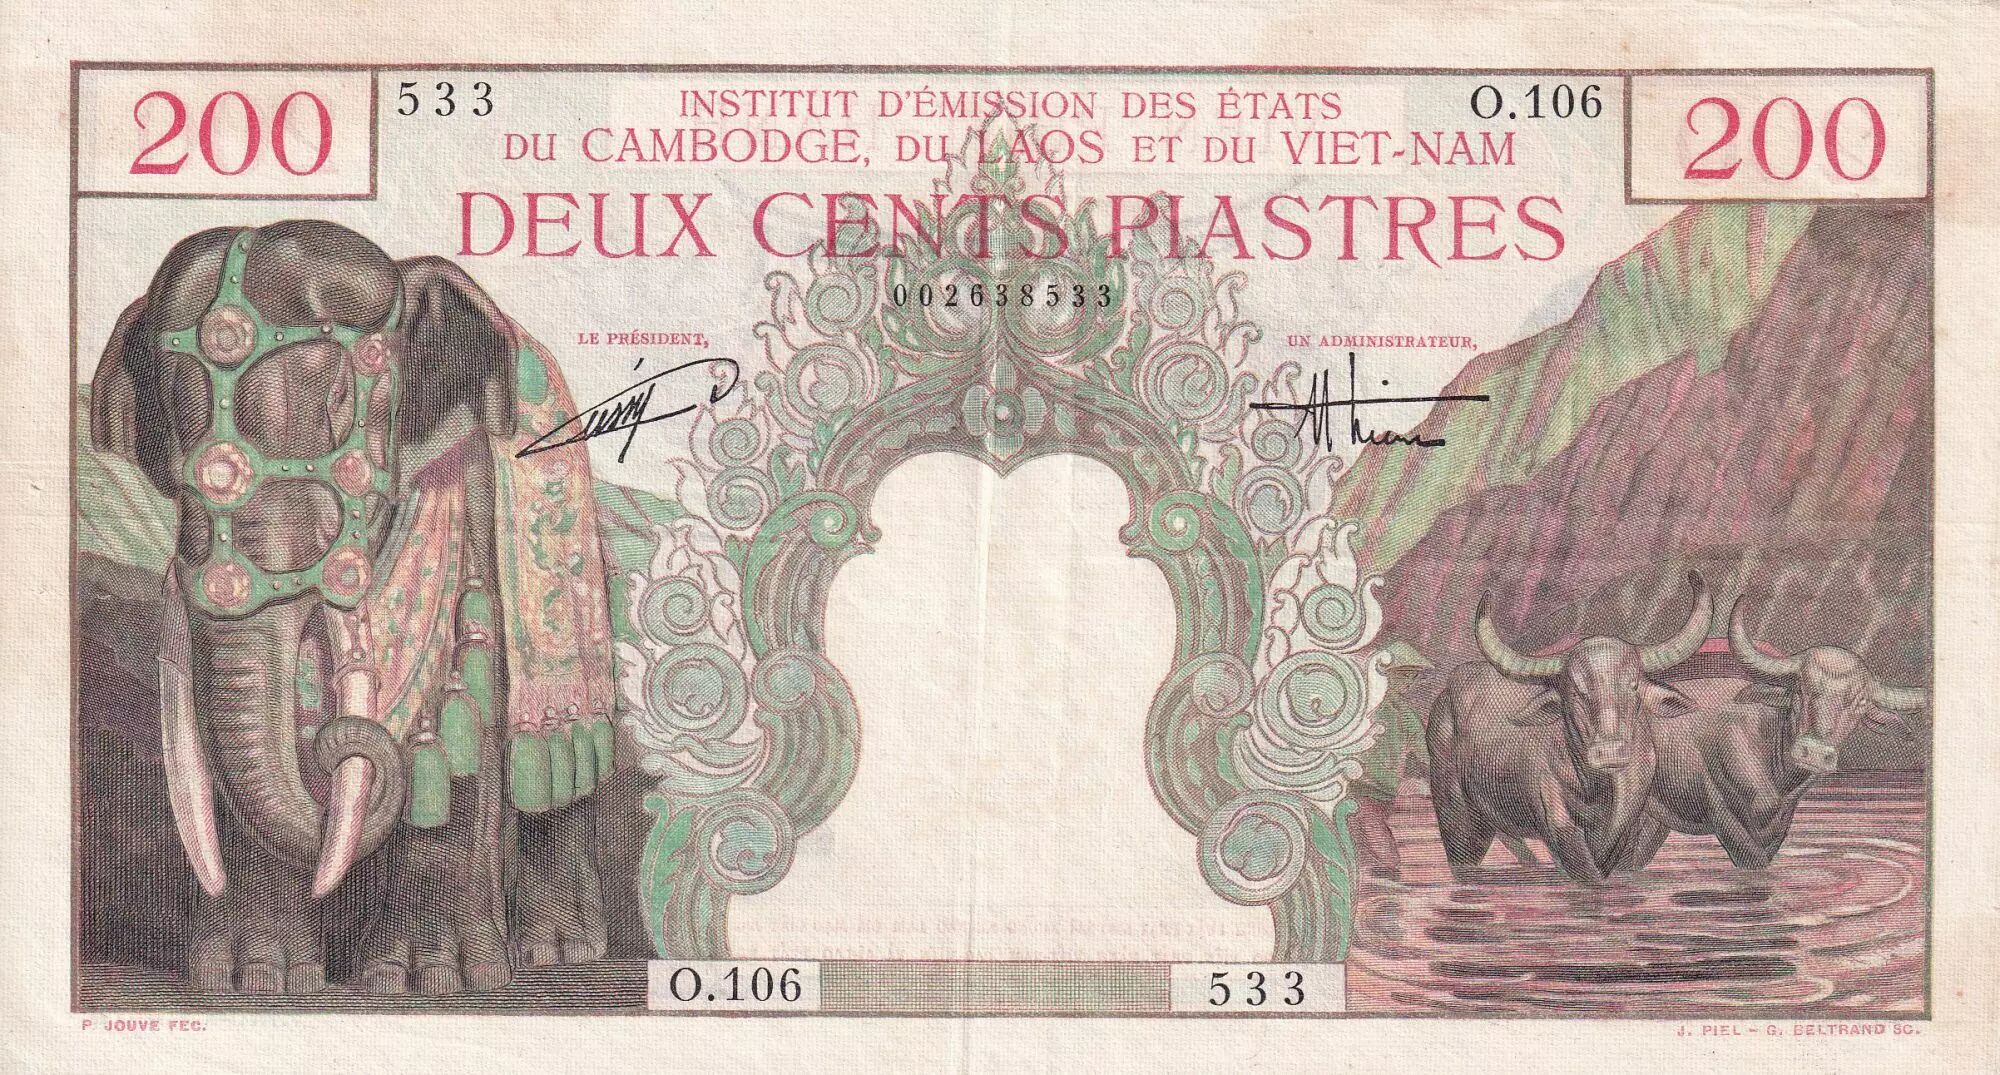 200
533
INSTITUT D'ÉMISSION DES ÉTATS
O.106
200
DU CAMBODGE, DU LAOS ET DU VIET-NAM
DEUX CENTS PIASTRES
002638533
LE PRÉSIDENT,
UN ADMINISTRATEUR,
O.106
533
P. JOUVE FEC.
J. PIEL - G. BELTRAND SC.